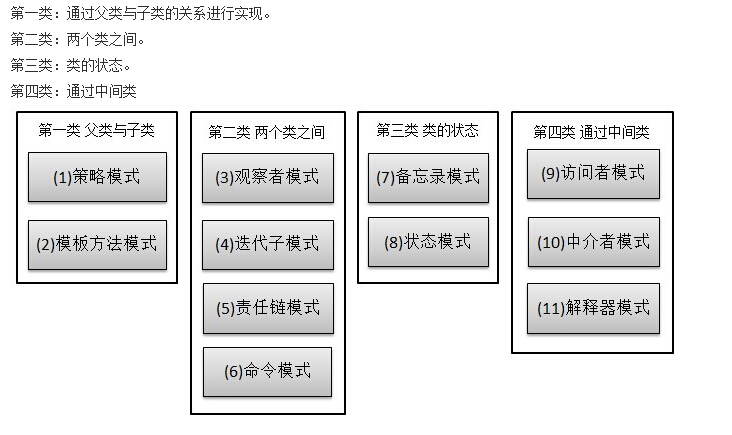 第一类：通过父类与子类的关系进行实现。
第二类：两个类之间。
第三类：类的状态。
第四类：通过中间类
第一类 父类与子类
(1)策略模式
(2)模板方法模式
第二类 两个类之间
(3)观察者模式
(4)迭代子模式
(5)责任链模式
(6)命令模式
第三类 类的状态
(7)备忘录模式
(8)状态模式
第四类 通过中间类
(9)访问者模式
(10)中介者模式
(11)解释器模式